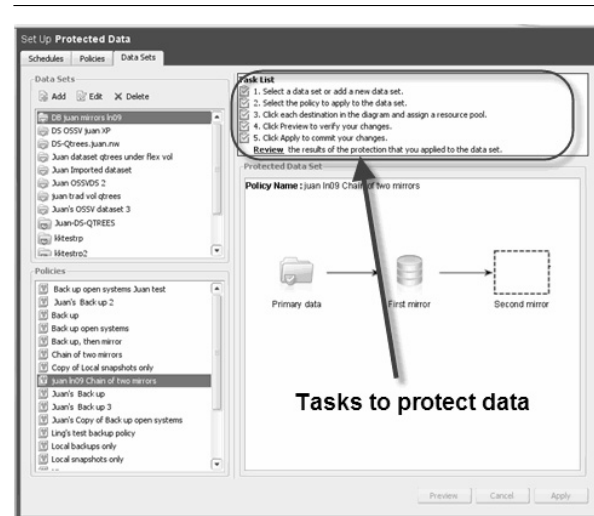 Set Up Protected Data
Schedules Policies Data Sets
Data Sets
Add Edit Delete
DB juan mirrors ln09
DS OSSV juan XP
DS-Qtrees.juan.nw
Juan dataset qtrees under flex vol
Juan Imported dataset
Juan OSSVDS 2
juan trad vol qtrees
Juan's OSSV dataset 3
Juan-DS-QTREES
kktestrp2
Policies
Back up open systems Juan test
Juan's Back up 2
Back up
Back up open systems
Back up, then mirror
Chain of two mirrors
Copy of Local snapshots only
juan ln09 Chain of two mirrors
Juan's Back up
Juan's Back up 3
Juan's Copy of Back up open systems
Ling's test backup policy
Local backups only
Local snapshots only
Task List
1. Select a data set or add a new data set.
2. Select the policy to apply to the data set.
3. Click each destination in the diagram and assign a resource pool.
4. Click Preview to verify your changes.
5. Click Apply to commit your changes.
Review the results of the protection that you applied to the data set.
Protected Data Set
Policy Name : juan ln09 Chain of two mirrors
Primary data First mirror Second mirror
Tasks to protect data
Preview Cancel Apply